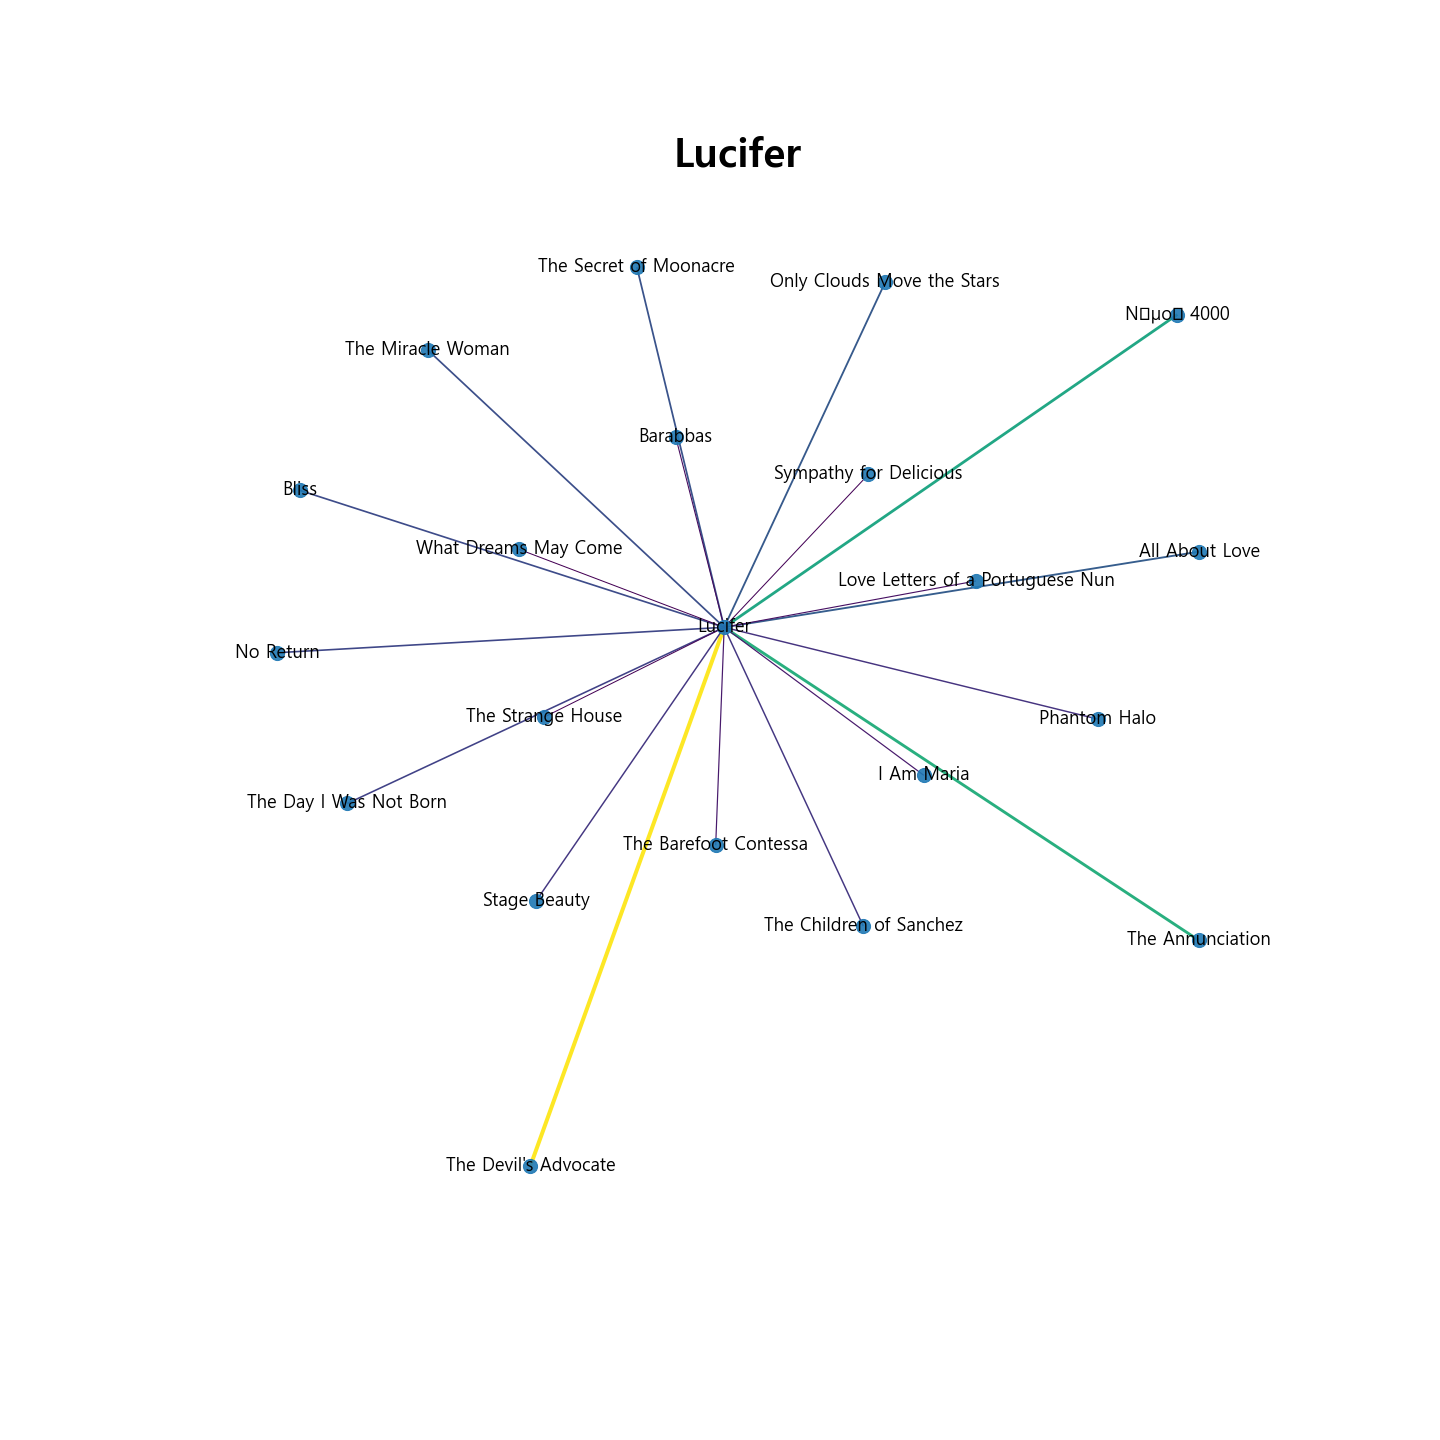 Lucifer
The Secret of Moonacre
Only Clouds Move the Stars
4000
The Miracle Woman
Barabbas
Sympathy for Delicious
Bliss
What Dreams May Come
All About Love
Love Letters of a Portuguese Nun
Lucifer
No Return
The Strange House
Phantom Halo
I Am Maria
The Day I Was Not Born
The Barefoot Contessa
Stage Beauty
The Children of Sanchez
The Annunciation
The Devil's Advocate